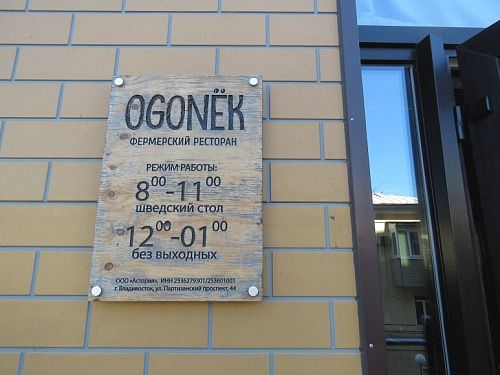 OGONЁK
ФЕРМЕРСКИЙ РЕСТОРАН
РЕЖИМ РАБОТЫ:
8⁰⁰-11⁰⁰
ШВЕДСКИЙ СТОЛ
12⁰⁰-01⁰⁰
без выходных
ООО «Астория», ИНН 2536279301/253601001
г. Владивосток, ул. Партизанский проспект, 44